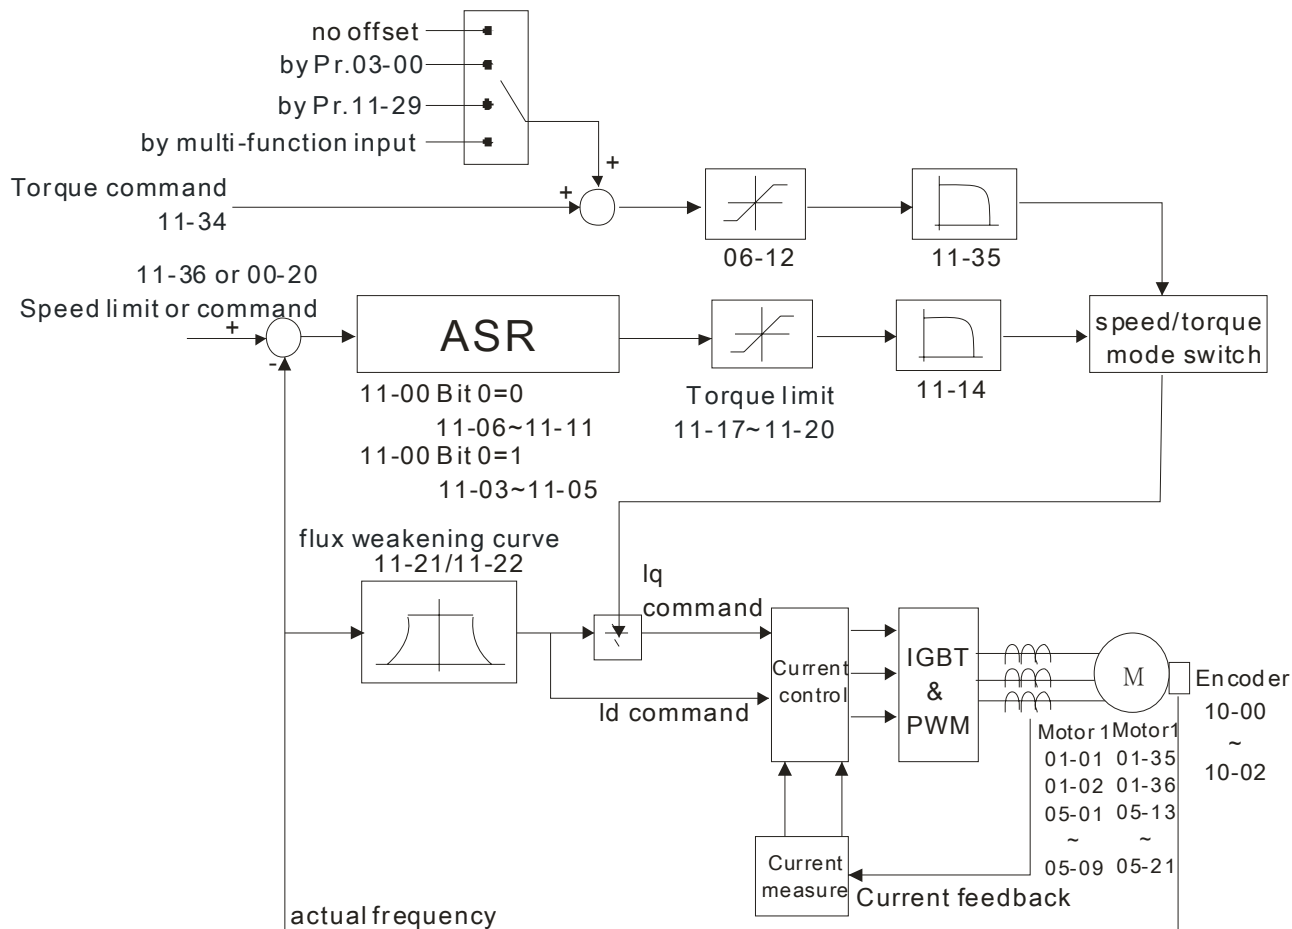 no offset
by Pr.03-00
by Pr.11-29
by multi-function input
+
Torque command
+
11-34
06-12
11-35
11-36 or 00-20
Speed limit or command
+
-
ASR
speed/torque
mode switch
11-00 Bit 0=0
11-06~11-11
11-00 Bit 0=1
11-03~11-05
Torque limit
11-17~11-20
11-14
flux weakening curve
11-21/11-22
Iq
command
Id command
Current
control
IGBT
&
PWM
M
Encoder
10-00
~
10-02
Motor 1
01-01
01-02
05-01
~
05-09
Motor1
01-35
01-36
05-13
~
05-21
Current
measure
Current feedback
actual frequency